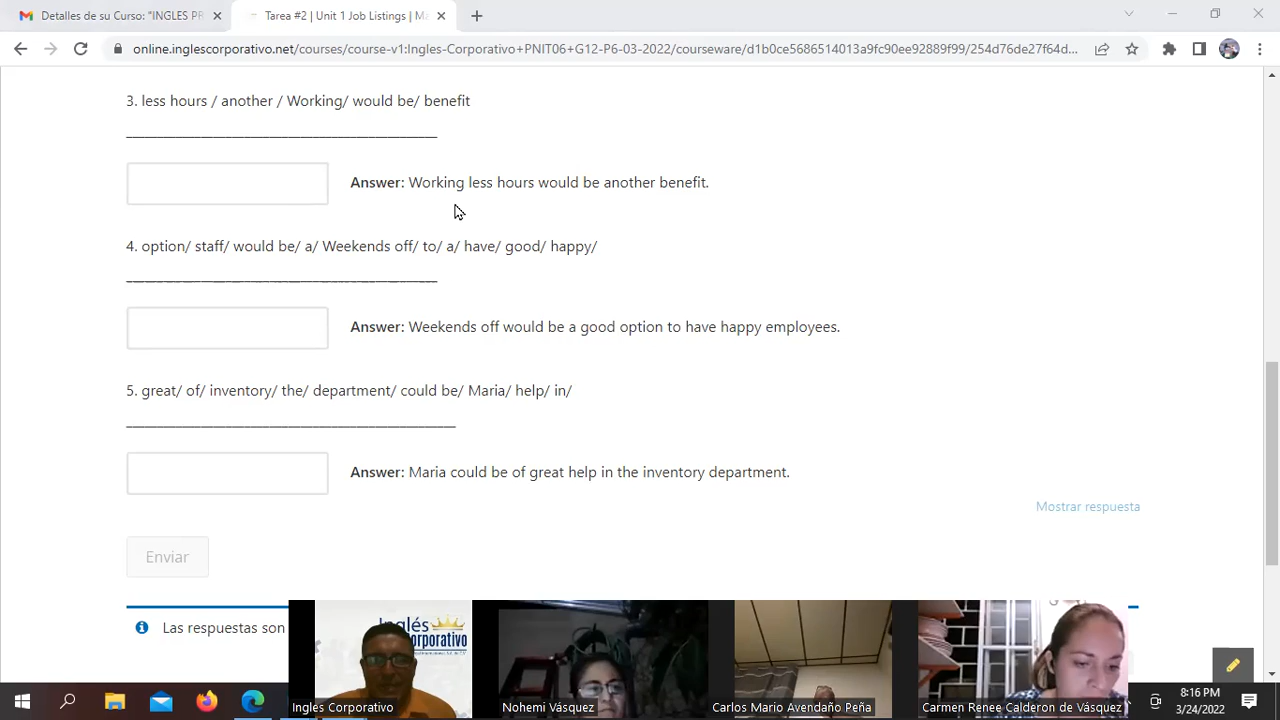 Detalles de su Curso: "INGLES PR
Tarea #2 | Unit 1 Job Listings | Ma
online.inglescorporativo.net/courses/course-v1:Ingles-Corporativo+PNIT06+G12-P6-03-2022/courseware/d1b0ce5686514013a9fc90ee92889f99/254d76de27f64d...
3. less hours / another / Working/ would be/ benefit
Answer: Working less hours would be another benefit.
4. option/ staff/ would be/ a/ Weekends off/ to/ a/ have/ good/ happy/
Answer: Weekends off would be a good option to have happy employees.
5. great/ of/ inventory/ the/ department/ could be/ Maria/ help/ in/
Answer: Maria could be of great help in the inventory department.
Mostrar respuesta
Enviar
Las respuestas son
Inglés
Corporativo
Ingles Corporativo
Nohemi Vásquez
Carlos Mario Avendaño Peña
Carmen Renee Calderon de Vásquez
8:16 PM
3/24/2022